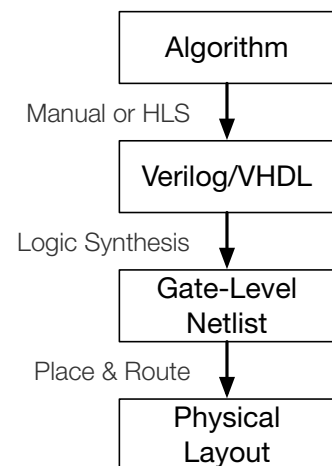 Algorithm
Manual or HLS
Verilog/VHDL
Logic Synthesis
Gate-Level
Netlist
Place & Route
Physical
Layout